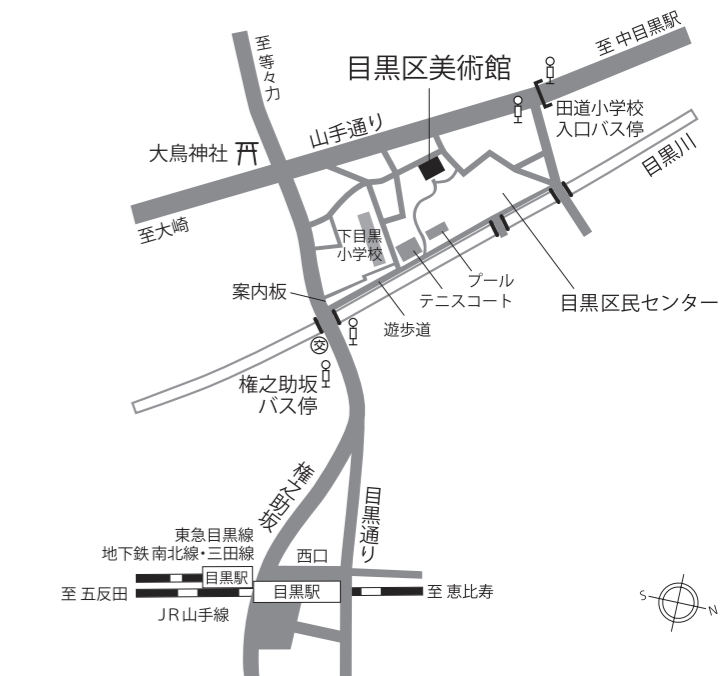 至 等々力
至 中目黒駅
目黒区美術館
山手通り
田道小学校
入口バス停
大鳥神社
目黒川
至大崎
下目黒
小学校
案内板
プール
テニスコート
目黒区民センター
遊歩道
交
権之助坂
バス停
権之助坂
目黒通り
東急目黒線
地下鉄 南北線・三田線
西口
目黒駅
目黒駅
至 五反田
至 恵比寿
JR山手線
S
N